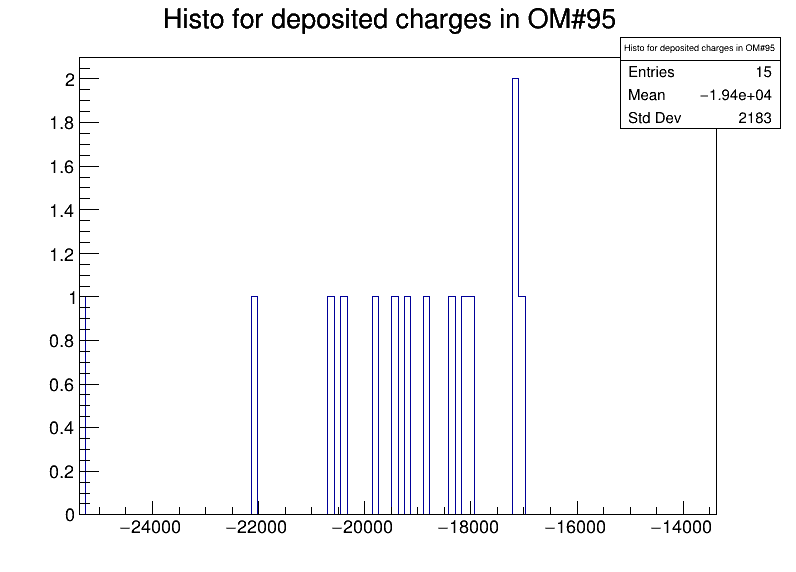 Histo for deposited charges in OM#95
Histo for deposited charges in OM#95
Entries 15
Mean −1.94e+04
Std Dev 2183
2
1.8
1.6
1.4
1.2
1
0.8
0.6
0.4
0.2
0
−24000 −22000 −20000 −18000 −16000 −14000